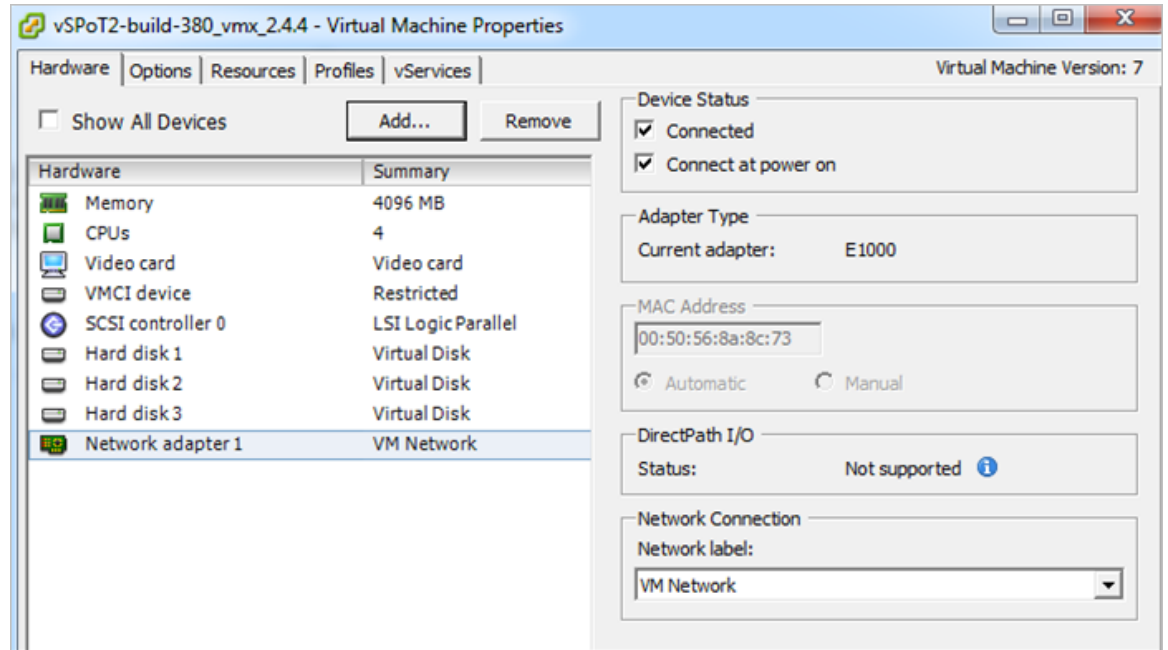 vSPoT2-build-380_vmx_2.4.4 - Virtual Machine Properties
Hardware Options Resources Profiles vServices Virtual Machine Version: 7
Show All Devices Add... Remove
Hardware Summary
Memory 4096 MB
CPUs 4
Video card Video card
VMCI device Restricted
SCSI controller 0 LSI Logic Parallel
Hard disk 1 Virtual Disk
Hard disk 2 Virtual Disk
Hard disk 3 Virtual Disk
Network adapter 1 VM Network
Device Status
Connected
Connect at power on
Adapter Type
Current adapter: E1000
MAC Address
00:50:56:8a:8c:73
Automatic Manual
DirectPath I/O
Status: Not supported
Network Connection
Network label:
VM Network